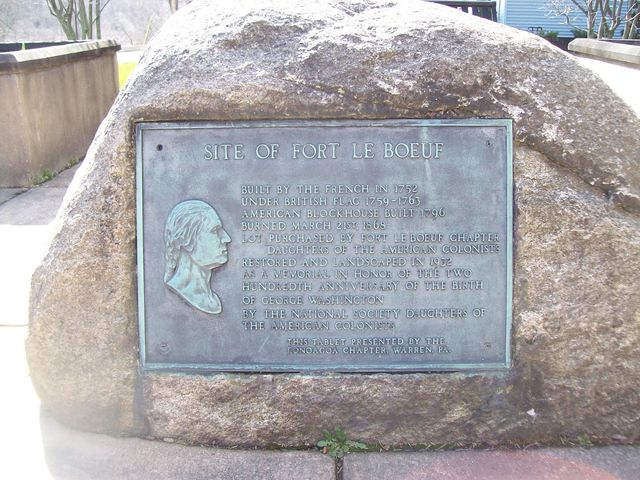 SITE OF FORT LE BOEUF
BUILT BY THE FRENCH IN 1752
UNDER BRITISH FLAG 1759-1763
AMERICAN BLOCKHOUSE BUILT 1796
BURNED MARCH 21ST 1868
LOT PURCHASED BY FORT LE BOEUF CHAPTER
DAUGHTERS OF THE AMERICAN COLONISTS
RESTORED AND LANDSCAPED IN 1932
AS A MEMORIAL IN HONOR OF THE TWO
HUNDREDTH ANNIVERSARY OF THE BIRTH
OF GEORGE WASHINGTON
BY THE NATIONAL SOCIETY DAUGHTERS OF
THE AMERICAN COLONISTS
THIS TABLET PRESENTED BY THE
CHAPTER, WARREN, PA.